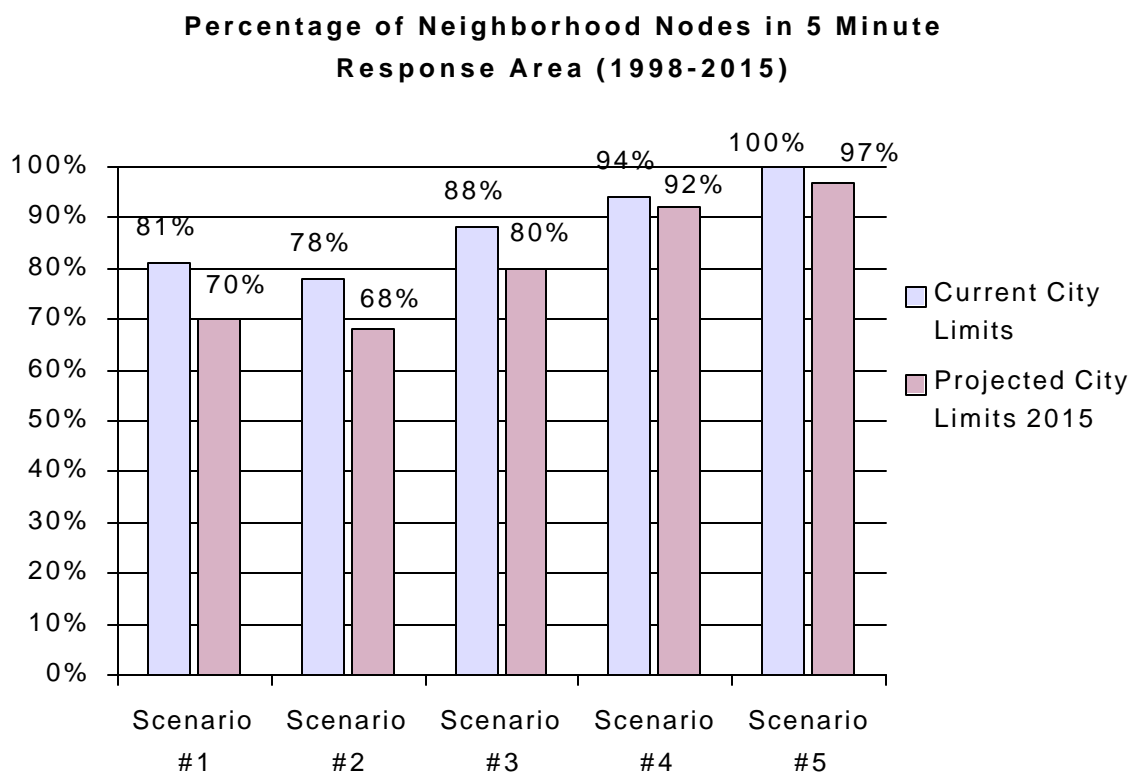 Percentage of Neighborhood Nodes in 5 Minute
Response Area (1998-2015)
100%
90%
80%
70%
60%
50%
40%
30%
20%
10%
0%
81%
70%
78%
68%
88%
80%
94%
92%
100%
97%
Scenario
#1
Scenario
#2
Scenario
#3
Scenario
#4
Scenario
#5
Current City
Limits
Projected City
Limits 2015